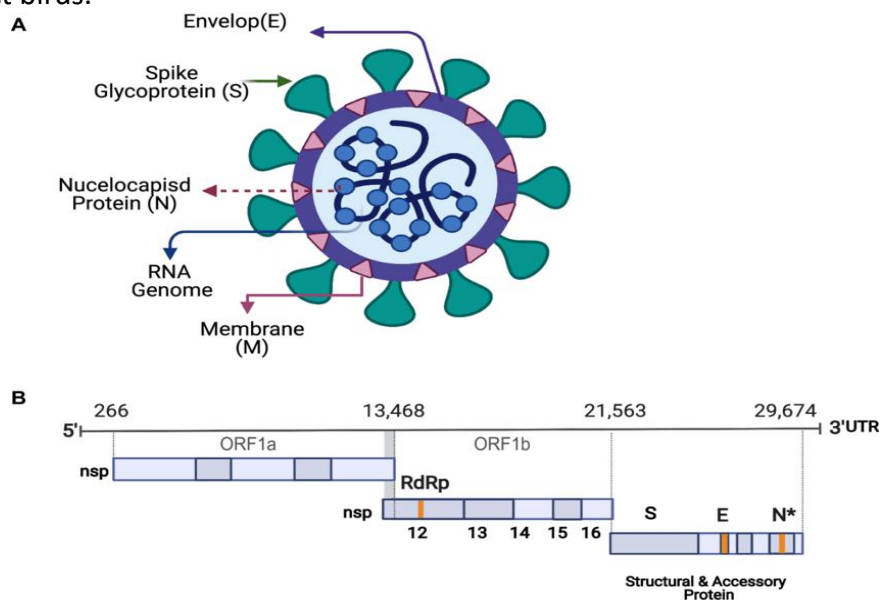 t birds.
A
Envelop(E)
Spike
Glycoprotein (S)
Nucelocapisd
Protein (N)
RNA
Genome
Membrane
(M)
B
266 13,468 21,563 29,674
5' 3'UTR
ORF1a ORF1b
nsp
RdRp
nsp
S E N*
12 13 14 15 16
Structural & Accessory
Protein